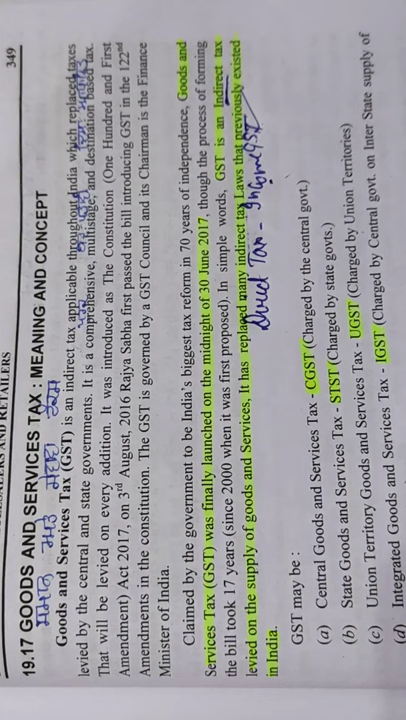 349
WHOLESALERS AND RETAILERS
19.17 GOODS AND SERVICES TAX : MEANING AND CONCEPT
Goods and Services Tax (GST) is an indirect tax applicable throughout India which replaced taxes
levied by the central and state governments. It is a comprehensive, multistage, and destination based tax.
That will be levied on every addition. It was introduced as The Constitution (One Hundred and First
Amendment) Act 2017, on 3rd August, 2016 Rajya Sabha first passed the bill introducing GST in the 122nd
Amendments in the constitution. The GST is governed by a GST Council and its Chairman is the Finance
Minister of India.
Claimed by the government to be India's biggest tax reform in 70 years of independence, Goods and
Services Tax (GST) was finally launched on the midnight of 30 June 2017, though the process of forming
the bill took 17 years (since 2000 when it was first proposed). In simple words, GST is an Indirect tax
levied on the supply of goods and Services, It has replaced many indirect tax Laws that previously existed
in India.
Direct Tax - Income
GST may be :
(a) Central Goods and Services Tax - CGST (Charged by the central govt.)
(b) State Goods and Services Tax - STST (Charged by state govts.)
(c) Union Territory Goods and Services Tax - UGST (Charged by Union Territories)
(d) Integrated Goods and Services Tax - IGST (Charged by Central govt. on Inter State supply of